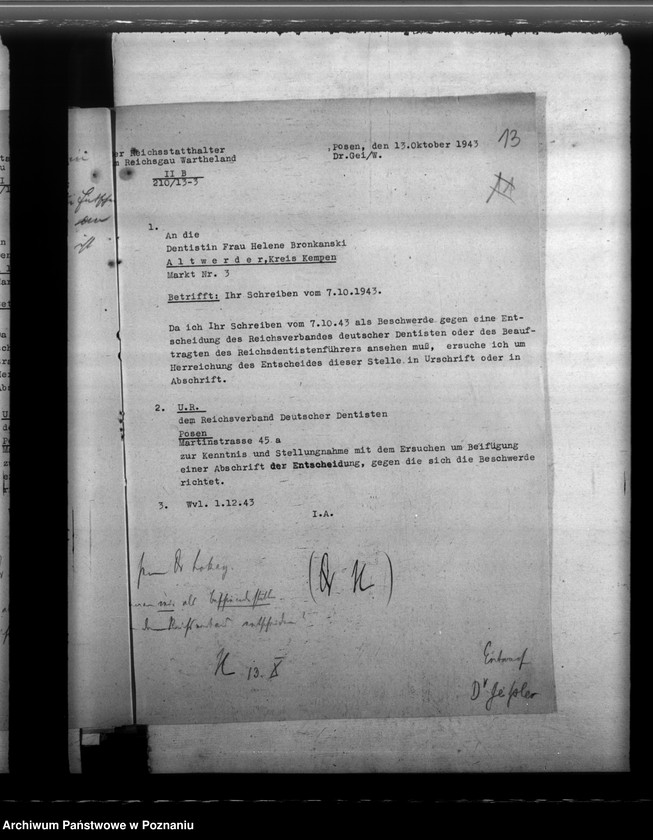 er Reichsstatthalter
m Reichsgau Wartheland
II B
210/13-3
Posen, den 13.Oktober 1943
Dr.Gei/W.
13
1.
An die
Dentistin Frau Helene Bronkanski
A l t w e r d e r,Kreis Kempen
Markt Nr. 3
Betrifft: Ihr Schreiben vom 7.10.1943.
Da ich Ihr Schreiben vom 7.10.43 als Beschwerde gegen eine Ent-
scheidung des Reichsverbandes deutscher Dentisten oder des Beauf-
tragten des Reichsdentistenführers ansehen muß, ersuche ich um
Herreichung des Entscheides dieser Stelle in Urschrift oder in
Abschrift.
2. U.R.
dem Reichsverband Deutscher Dentisten
Posen
Martinstrasse 45 a
zur Kenntnis und Stellungnahme mit dem Ersuchen um Beifügung
einer Abschrift der Entscheidung, gegen die sich die Beschwerde
richtet.
3. Wvl. 1.12.43
I.A.
als
13. X
Entwurf
Dr Geißler
Archiwum Państwowe w Poznaniu